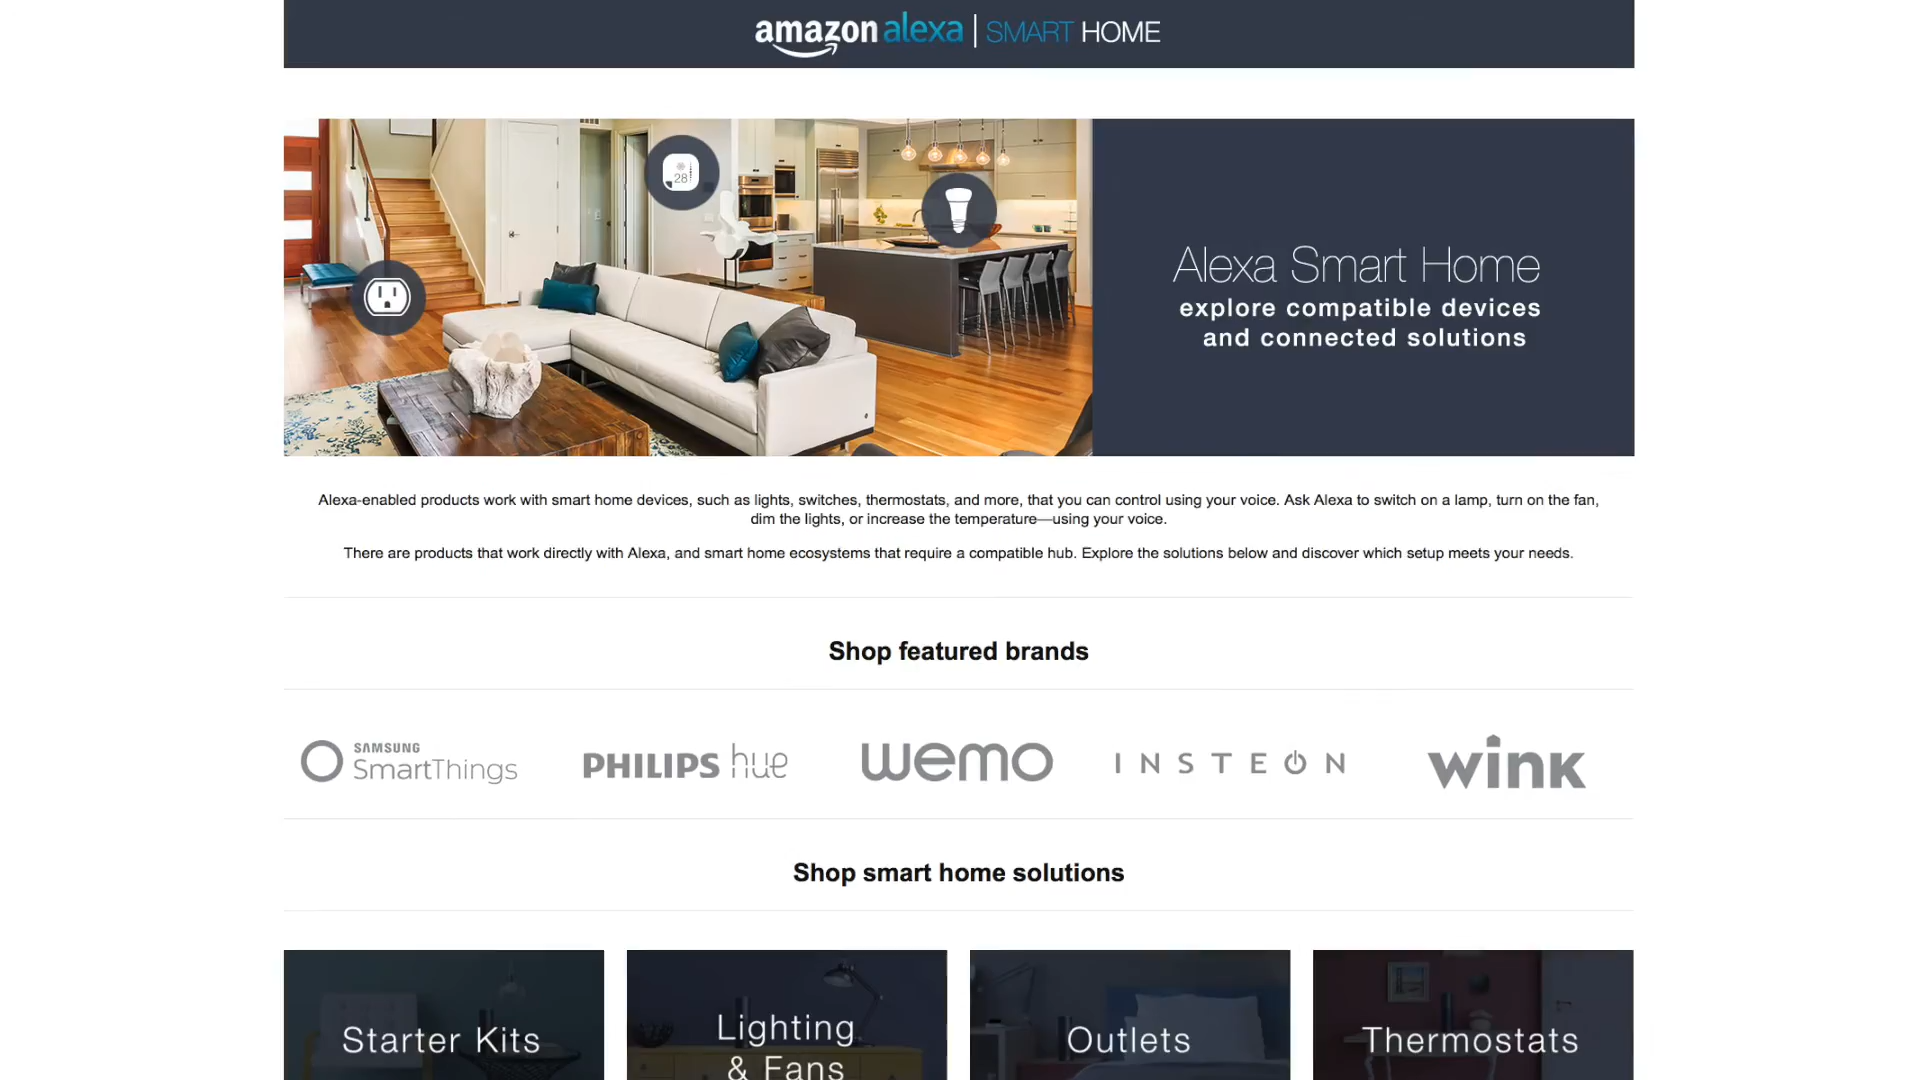 amazon alexa | SMART HOME
28
Alexa Smart Home
explore compatible devices
and connected solutions
Alexa-enabled products work with smart home devices, such as lights, switches, thermostats, and more, that you can control using your voice. Ask Alexa to switch on a lamp, turn on the fan,
dim the lights, or increase the temperature—using your voice.
There are products that work directly with Alexa, and smart home ecosystems that require a compatible hub. Explore the solutions below and discover which setup meets your needs.
Shop featured brands
SAMSUNG
SmartThings
PHILIPS hue
wemo
INSTEON
wink
Shop smart home solutions
Starter Kits
Lighting
& Fans
Outlets
Thermostats